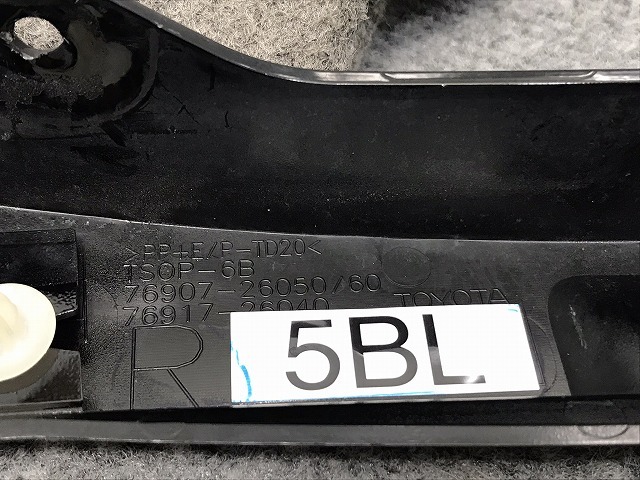 >PP+E/P-TD20<
TSOP-6B
76907-26050/60
76917-26040 TOYOTA
R 5BL